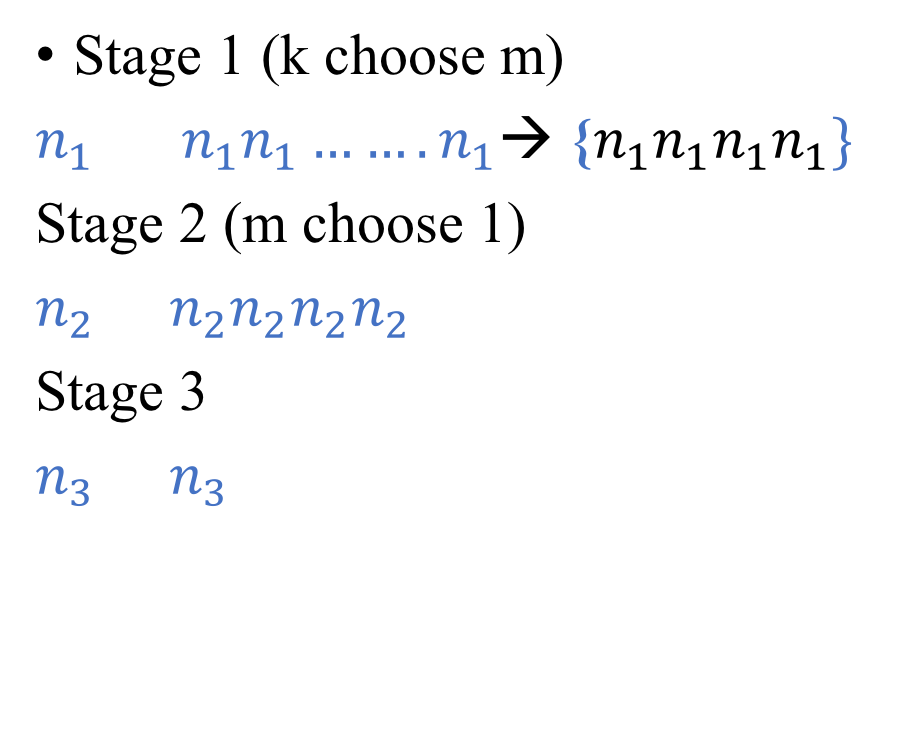 • Stage 1 (k choose m)
n₁ n₁n₁ … … . n₁ → {n₁n₁n₁n₁}
Stage 2 (m choose 1)
n₂ n₂n₂n₂n₂
Stage 3
n₃ n₃